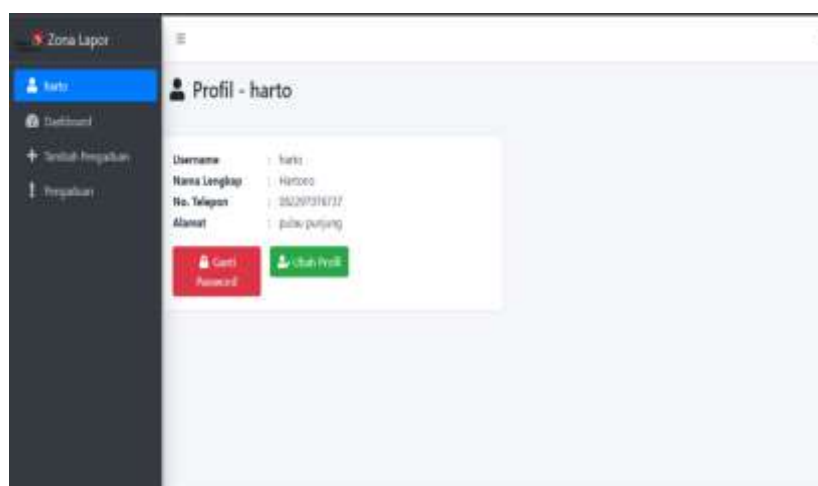 Zona Lapor
harto
Dashboard
Tambah Pengaduan
Pengaduan
Profil - harto
Username : harto
Nama Lengkap : Hartono
No. Telepon :
Alamat : pulau punjung
Ganti
Password
Ubah Profil